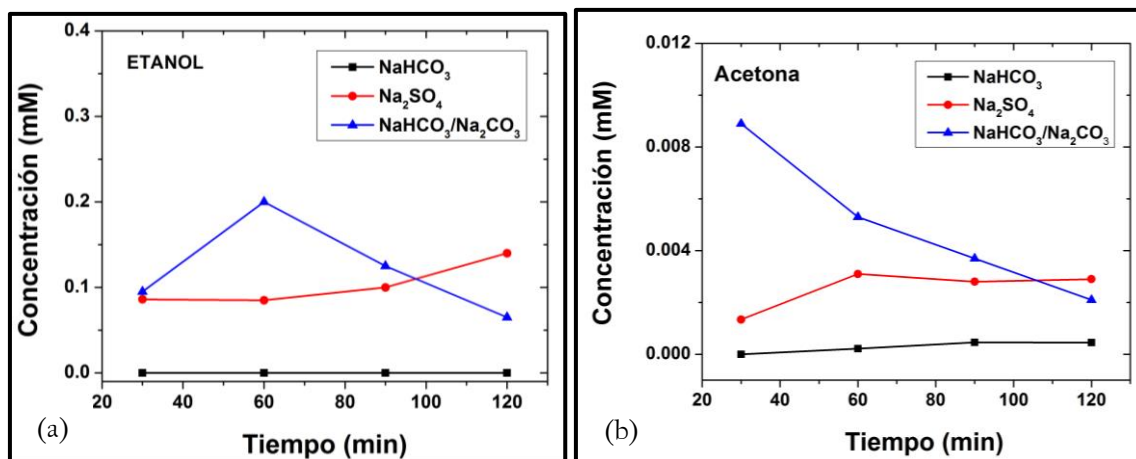 ETANOL
NaHCO₃
Na₂SO₄
NaHCO₃/Na₂CO₃
Concentración (mM)
0.4
0.3
0.2
0.1
0.0
20 40 60 80 100 120
Tiempo (min)
(a)
Acetona
NaHCO₃
Na₂SO₄
NaHCO₃/Na₂CO₃
Concentración (mM)
0.012
0.008
0.004
0.000
20 40 60 80 100 120
Tiempo (min)
(b)